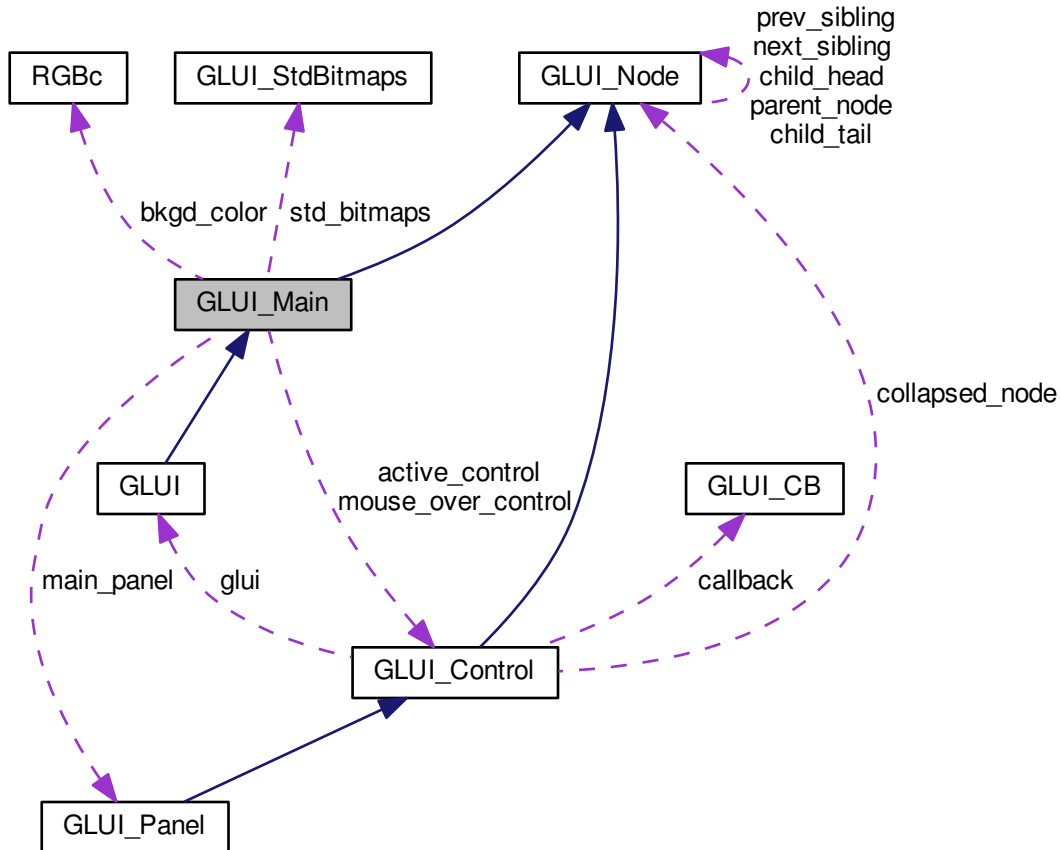 prev_sibling
next_sibling
child_head
parent_node
child_tail
RGBc
GLUI_StdBitmaps
GLUI_Node
bkgd_color
std_bitmaps
GLUI_Main
collapsed_node
active_control
mouse_over_control
GLUI
GLUI_CB
main_panel
glui
callback
GLUI_Control
GLUI_Panel